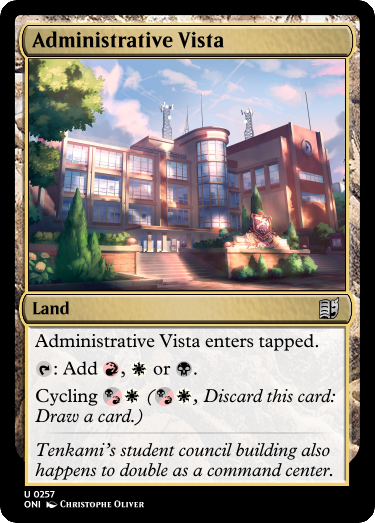 Administrative Vista
Land
Administrative Vista enters tapped.
: Add , or .
Cycling ( , Discard this card:
Draw a card.)
Tenkami's student council building also
happens to double as a command center.
U 0257
ONI Christophe Oliver